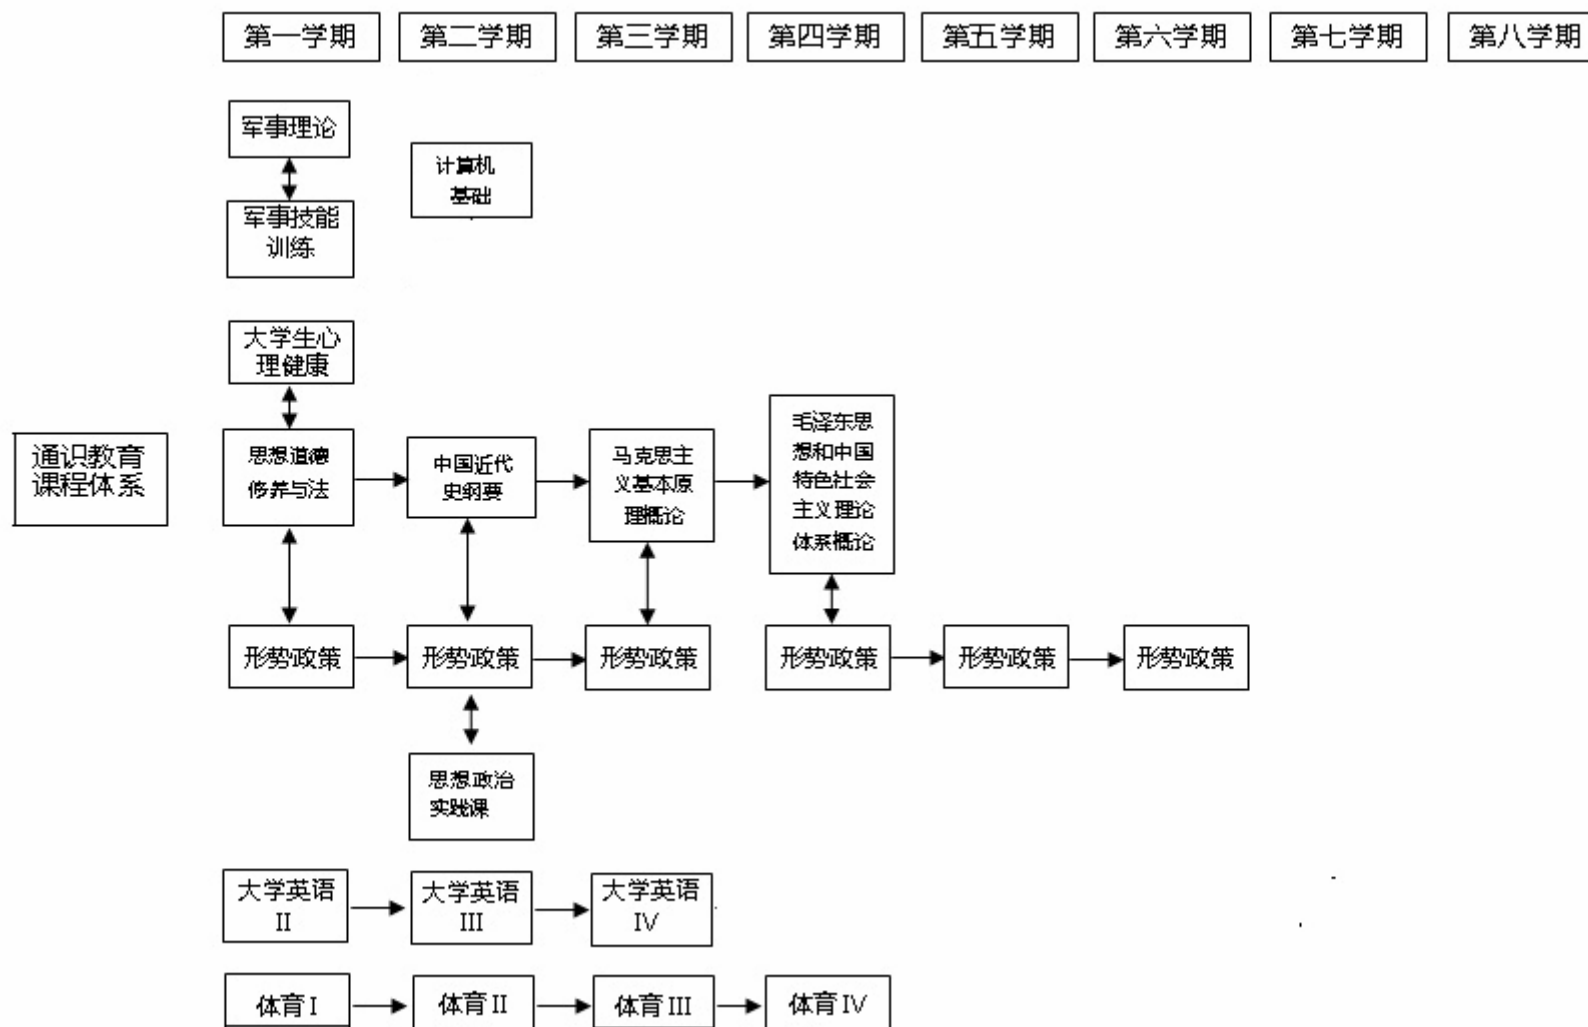 第一学期
第二学期
第三学期
第四学期
第五学期
第六学期
第七学期
第八学期
军事理论
军事技能
训练
计算机
基础
大学生心
理健康
通识教育
课程体系
思想道德
修养与法
中国近代
史纲要
马克思主
义基本原
理概论
毛泽东思
想和中国
特色社会
主义理论
体系概论
形势政策
形势政策
形势政策
形势政策
形势政策
形势政策
思想政治
实践课
大学英语
II
大学英语
III
大学英语
IV
体育 I
体育 II
体育 III
体育 IV